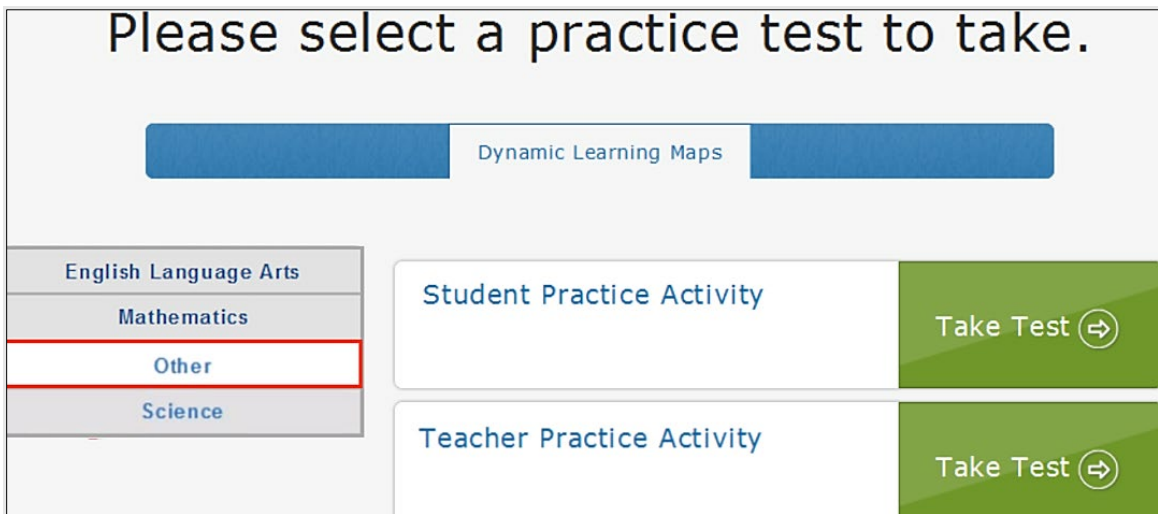 Please select a practice test to take.
Dynamic Learning Maps
English Language Arts
Mathematics
Other
Science
Student Practice Activity
Take Test
Teacher Practice Activity
Take Test